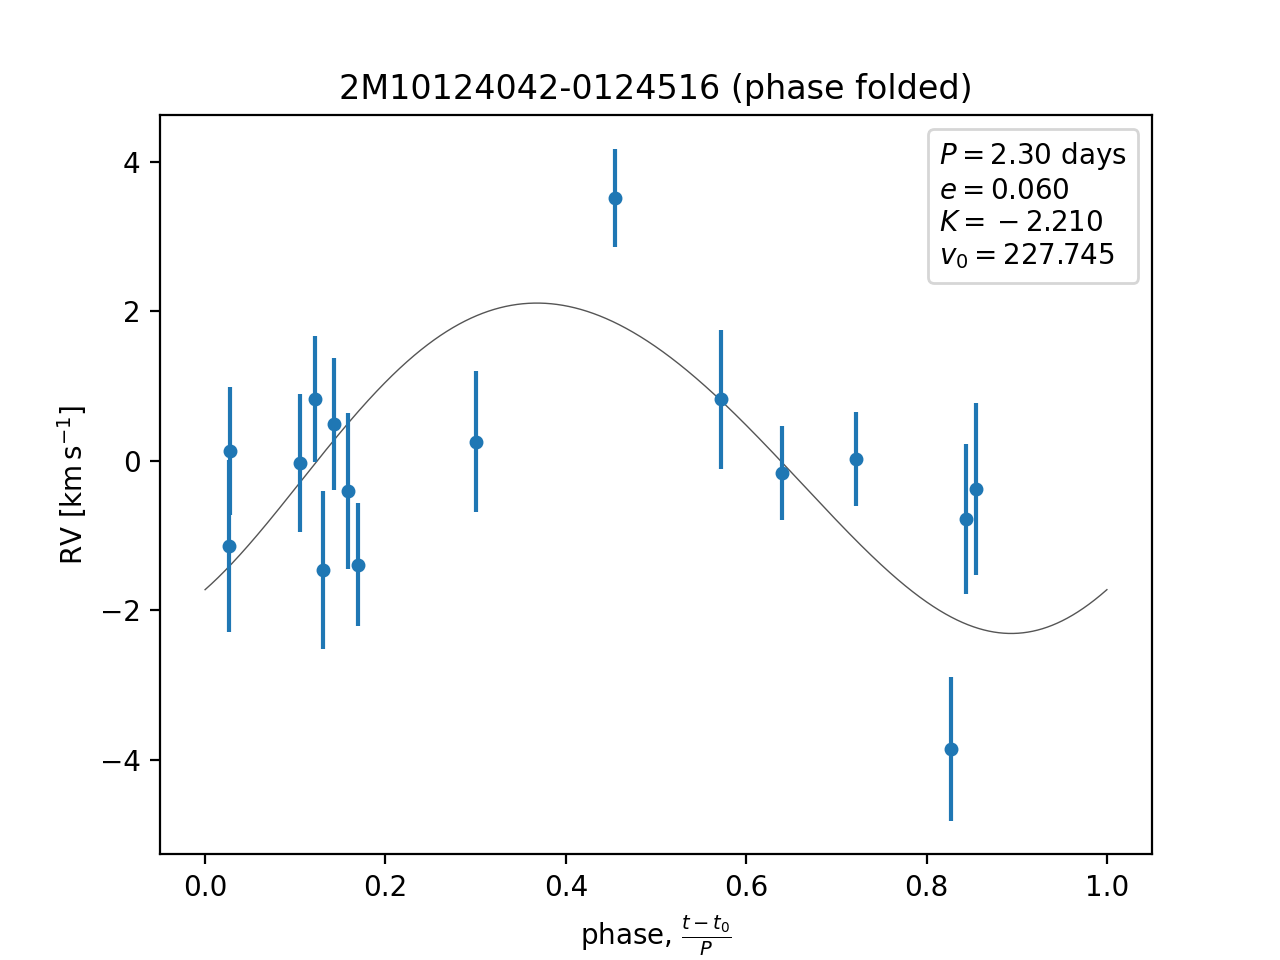 2M10124042-0124516 (phase folded)
P = 2.30 days
e = 0.060
K = −2.210
v₀ = 227.745
4
2
0
−2
−4
RV [km s⁻¹]
0.0 0.2 0.4 0.6 0.8 1.0
phase, (t − t₀)/P